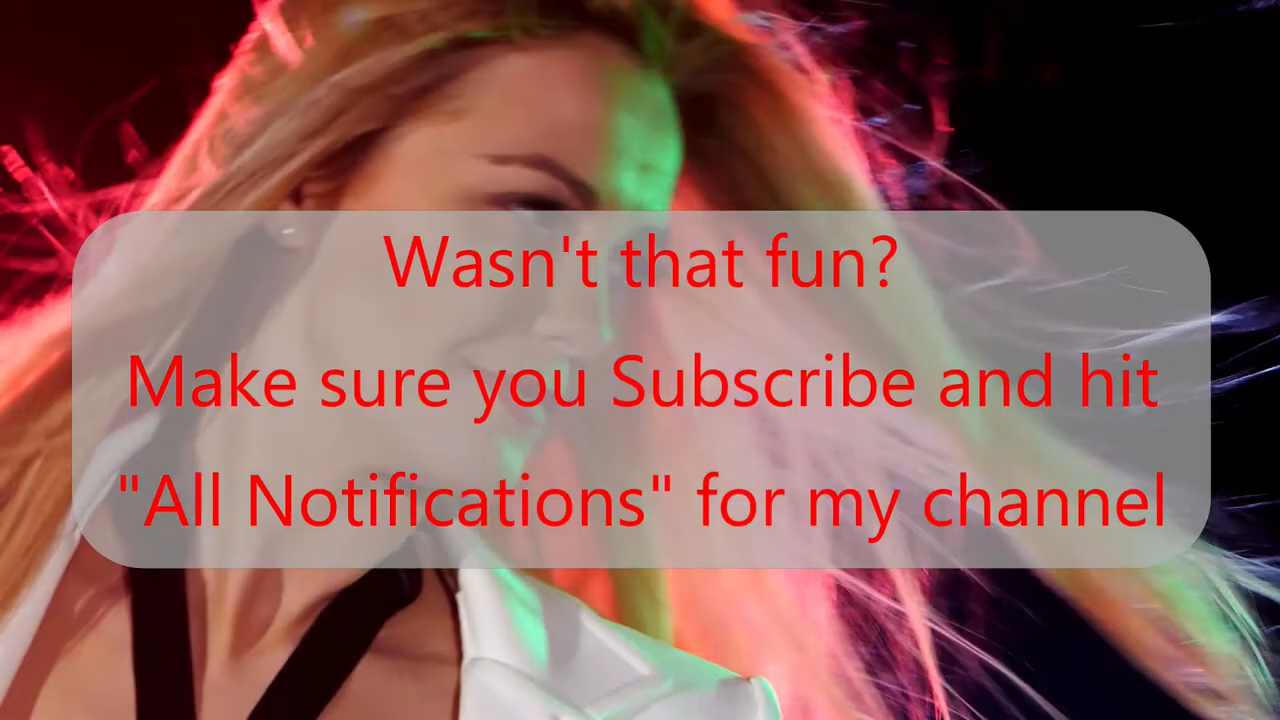 Wasn't that fun?
Make sure you Subscribe and hit
"All Notifications" for my channel